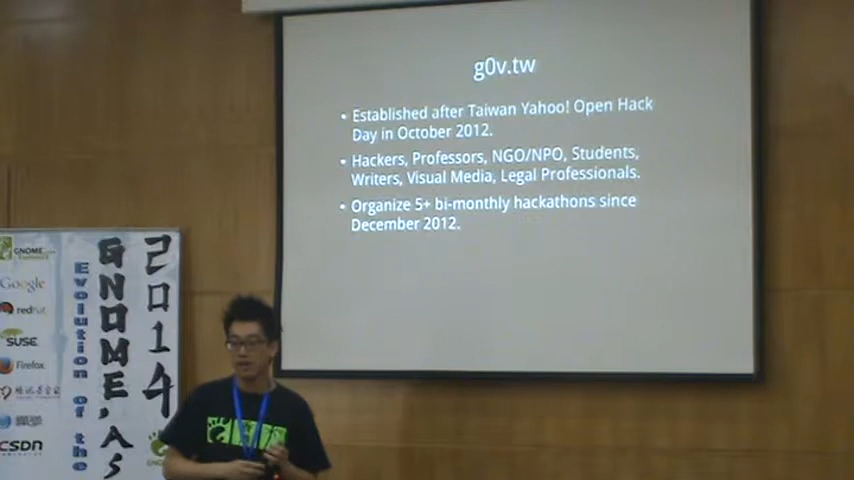 g0v.tw
• Established after Taiwan Yahoo! Open Hack
Day in October 2012.
• Hackers, Professors, NGO/NPO, Students,
Writers, Visual Media, Legal Professionals.
• Organize 5+ bi-monthly hackathons since
December 2012.
GNOME
Google
redhat
SUSE
Firefox
CSDN
Evolution of the
GNOME,AS
2014